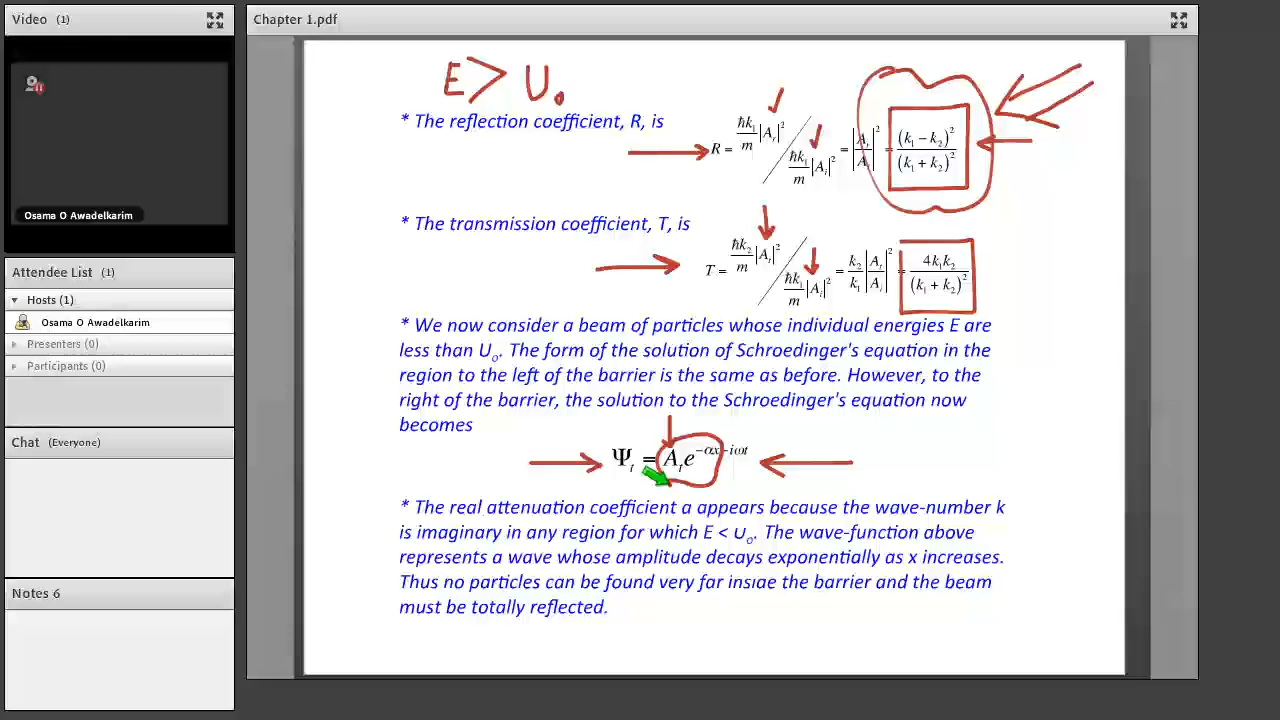 Video (1)
Osama O Awadelkarim
Attendee List (1)
Hosts (1)
Osama O Awadelkarim
Presenters (0)
Participants (0)
Chat (Everyone)
Notes 6
Chapter 1.pdf
E > U₀
* The reflection coefficient, R, is
R = ħk₁/m |Aᵣ|² / ħk₁/m |Aᵢ|² = |Aᵣ/Aᵢ|² = (k₁ − k₂)²/(k₁ + k₂)²
* The transmission coefficient, T, is
T = ħk₂/m |Aₜ|² / ħk₁/m |Aᵢ|² = k₂/k₁ |Aₜ/Aᵢ|² = 4k₁k₂/(k₁ + k₂)²
* We now consider a beam of particles whose individual energies E are
less than Uₒ. The form of the solution of Schroedinger's equation in the
region to the left of the barrier is the same as before. However, to the
right of the barrier, the solution to the Schroedinger's equation now
becomes
Ψₜ = Aₜe^(−αx−iωt)
* The real attenuation coefficient a appears because the wave-number k
is imaginary in any region for which E < Uₒ. The wave-function above
represents a wave whose amplitude decays exponentially as x increases.
Thus no particles can be found very far inside the barrier and the beam
must be totally reflected.